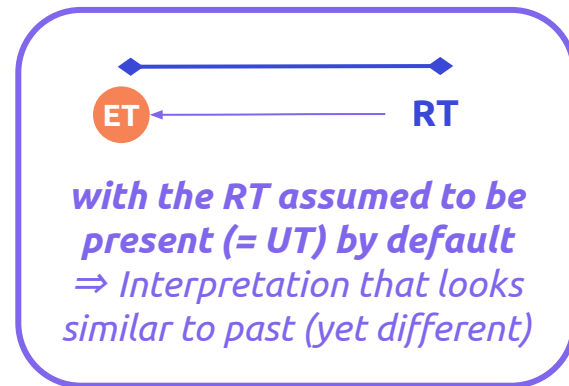 ET RT
with the RT assumed to be
present (= UT) by default
⇒ Interpretation that looks
similar to past (yet different)